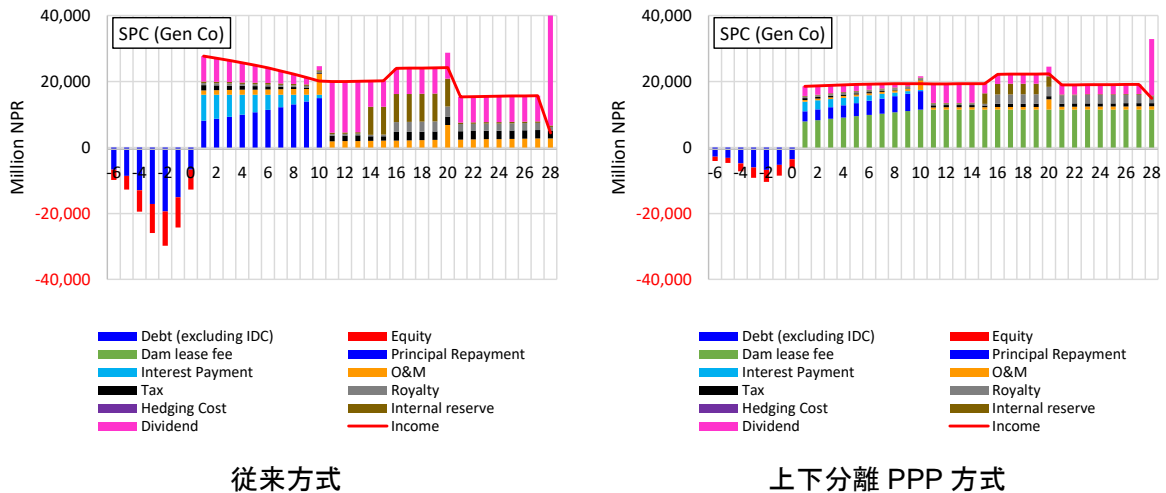 SPC (Gen Co)
Million NPR
40,000
20,000
0
-20,000
-40,000
-6 -4 -2 0 2 4 6 8 10 12 14 16 18 20 22 24 26 28
Debt (excluding IDC) Equity
Dam lease fee Principal Repayment
Interest Payment O&M
Tax Royalty
Hedging Cost Internal reserve
Dividend Income
従来方式
SPC (Gen Co)
Million NPR
40,000
20,000
0
-20,000
-40,000
-6 -4 -2 0 2 4 6 8 10 12 14 16 18 20 22 24 26 28
Debt (excluding IDC) Equity
Dam lease fee Principal Repayment
Interest Payment O&M
Tax Royalty
Hedging Cost Internal reserve
Dividend Income
上下分離 PPP 方式